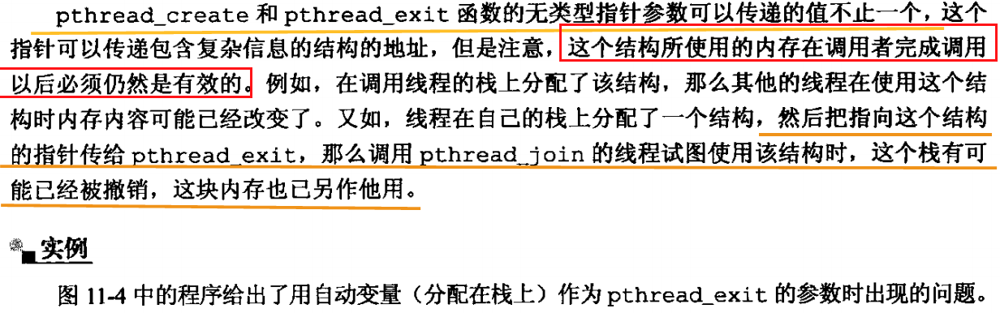 pthread_create 和 pthread_exit 函数的无类型指针参数可以传递的值不止一个，这个
指针可以传递包含复杂信息的结构的地址，但是注意，这个结构所使用的内存在调用者完成调用
以后必须仍然是有效的。例如，在调用线程的栈上分配了该结构，那么其他的线程在使用这个结
构时内存内容可能已经改变了。又如，线程在自己的栈上分配了一个结构，然后把指向这个结构
的指针传给 pthread_exit，那么调用 pthread_join 的线程试图使用该结构时，这个栈有可
能已经被撤销，这块内存也已另作他用。
实例
图 11-4 中的程序给出了用自动变量（分配在栈上）作为 pthread_exit 的参数时出现的问题。